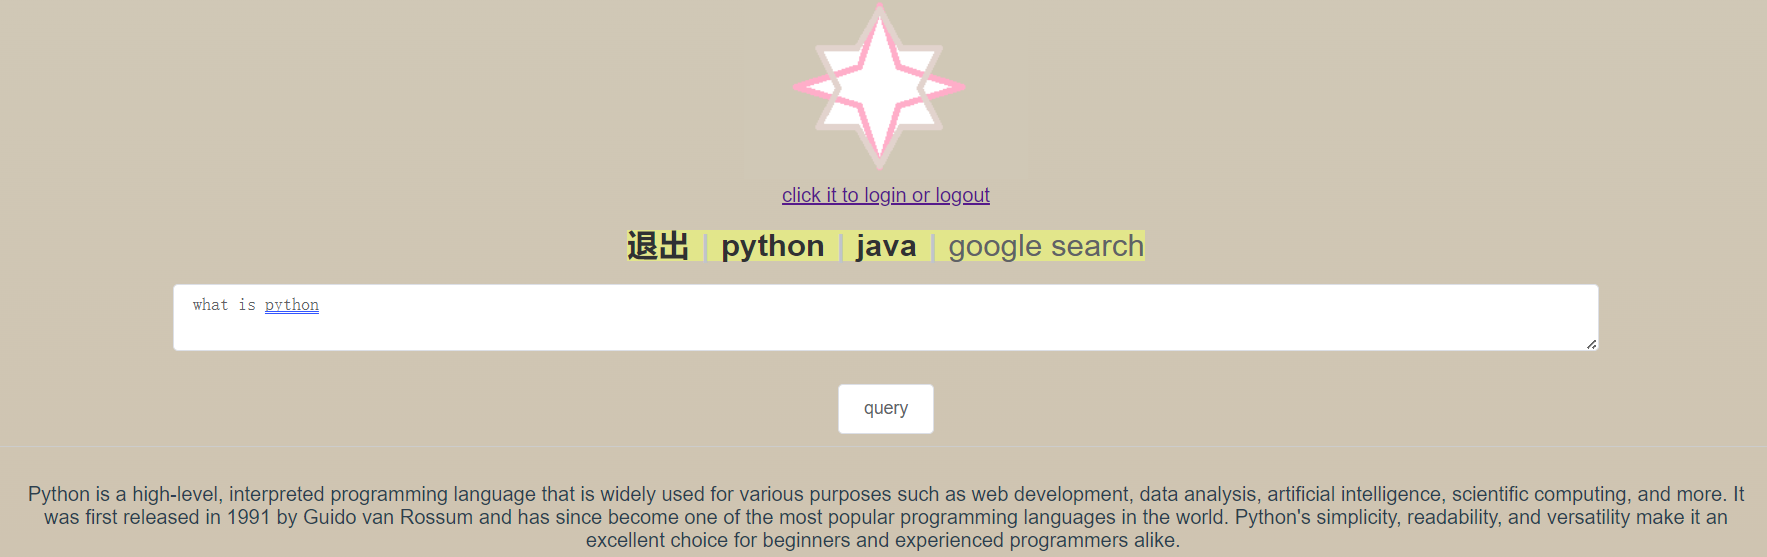 click it to login or logout
退出 | python | java | google search
what is python
query
Python is a high-level, interpreted programming language that is widely used for various purposes such as web development, data analysis, artificial intelligence, scientific computing, and more. It
was first released in 1991 by Guido van Rossum and has since become one of the most popular programming languages in the world. Python's simplicity, readability, and versatility make it an
excellent choice for beginners and experienced programmers alike.